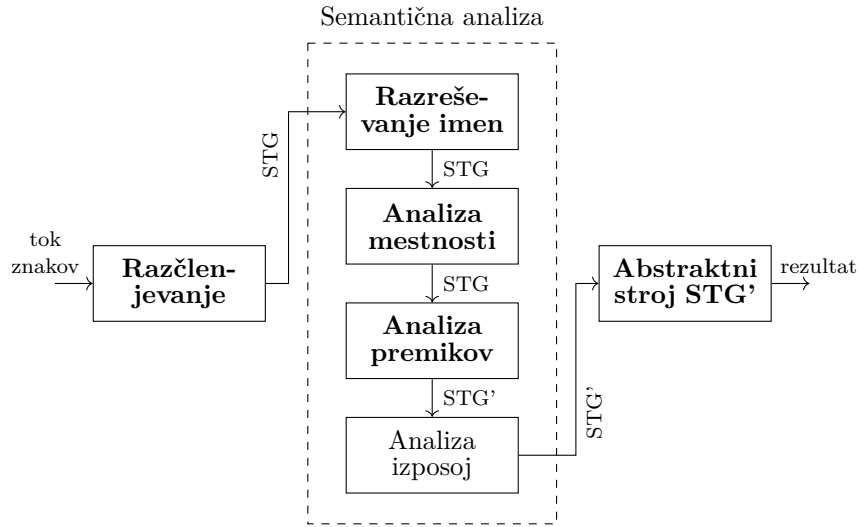 Semantična analiza
tok
znakov
Razčlen-
jevanje
STG
Razreše-
vanje imen
STG
Analiza
mestnosti
STG
Analiza
premikov
STG'
Analiza
izposoj
STG'
Abstraktni
stroj STG'
rezultat